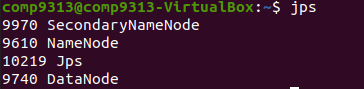 comp9313@comp9313-VirtualBox:~$ jps
9970 SecondaryNameNode
9610 NameNode
10219 Jps
9740 DataNode